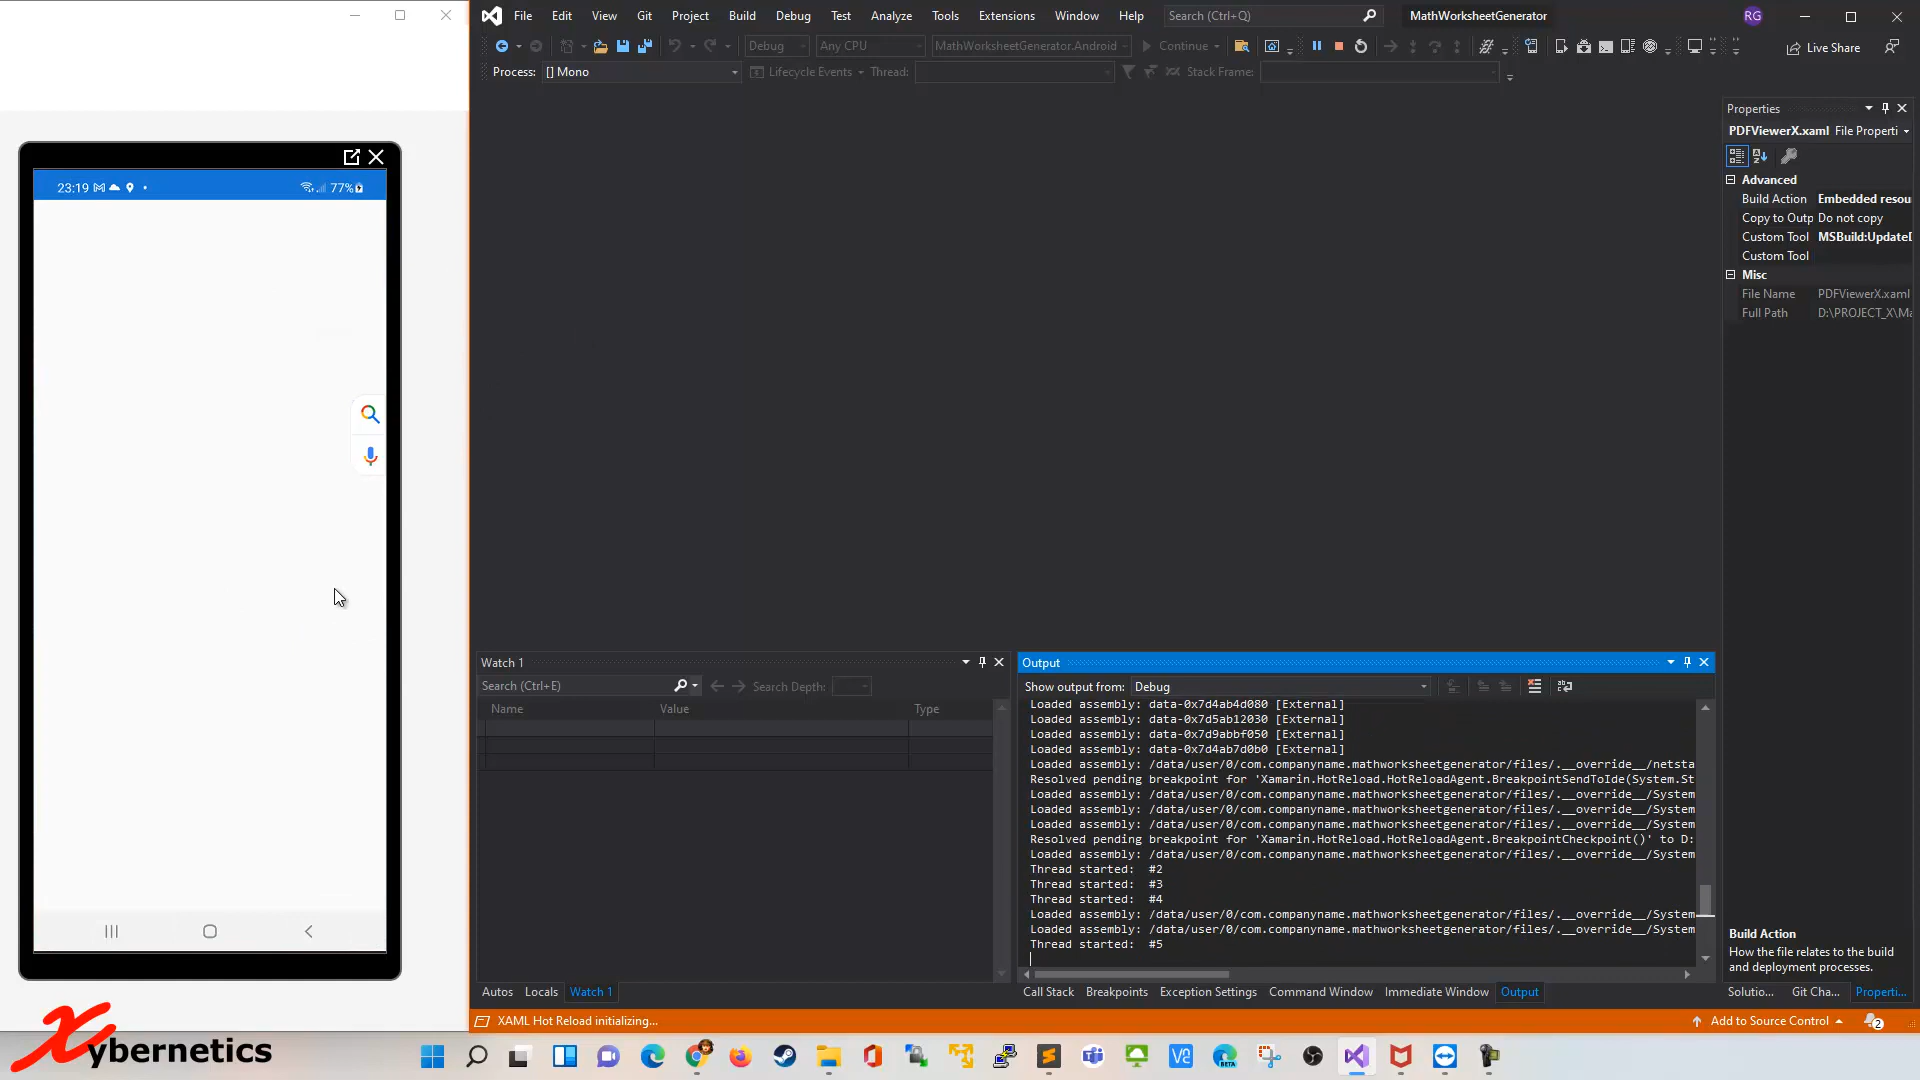 File Edit View Git Project Build Debug Test Analyze Tools Extensions Window Help Search (Ctrl+Q) MathWorksheetGenerator RG
Debug Any CPU MathWorksheetGenerator.Android Continue Live Share
Process: [] Mono Lifecycle Events Thread: Stack Frame:
23:19 77%
Properties
PDFViewerX.xaml File Properti
Advanced
Build Action Embedded resou
Copy to Outp Do not copy
Custom Tool MSBuild:UpdateD
Custom Tool
Misc
File Name PDFViewerX.xaml
Full Path D:\PROJECT_X\Ma
Build Action
How the file relates to the build
and deployment processes.
Solutio... Git Cha... Properti...
Watch 1
Search (Ctrl+E) Search Depth:
Name Value Type
Autos Locals Watch 1
Output
Show output from: Debug
Loaded assembly: data-0x7d4ab4d080 [External]
Loaded assembly: data-0x7d5ab12030 [External]
Loaded assembly: data-0x7d9abbf050 [External]
Loaded assembly: data-0x7d4ab7d0b0 [External]
Loaded assembly: /data/user/0/com.companyname.mathworksheetgenerator/files/.__override__/netsta
Resolved pending breakpoint for 'Xamarin.HotReload.HotReloadAgent.BreakpointSendToIde(System.St
Loaded assembly: /data/user/0/com.companyname.mathworksheetgenerator/files/.__override__/System
Loaded assembly: /data/user/0/com.companyname.mathworksheetgenerator/files/.__override__/System
Loaded assembly: /data/user/0/com.companyname.mathworksheetgenerator/files/.__override__/System
Resolved pending breakpoint for 'Xamarin.HotReload.HotReloadAgent.BreakpointCheckpoint()' to D:
Loaded assembly: /data/user/0/com.companyname.mathworksheetgenerator/files/.__override__/System
Thread started: #2
Thread started: #3
Thread started: #4
Loaded assembly: /data/user/0/com.companyname.mathworksheetgenerator/files/.__override__/System
Loaded assembly: /data/user/0/com.companyname.mathworksheetgenerator/files/.__override__/System
Thread started: #5
Call Stack Breakpoints Exception Settings Command Window Immediate Window Output
XAML Hot Reload initializing... Add to Source Control 2
Xybernetics
V2 BETA